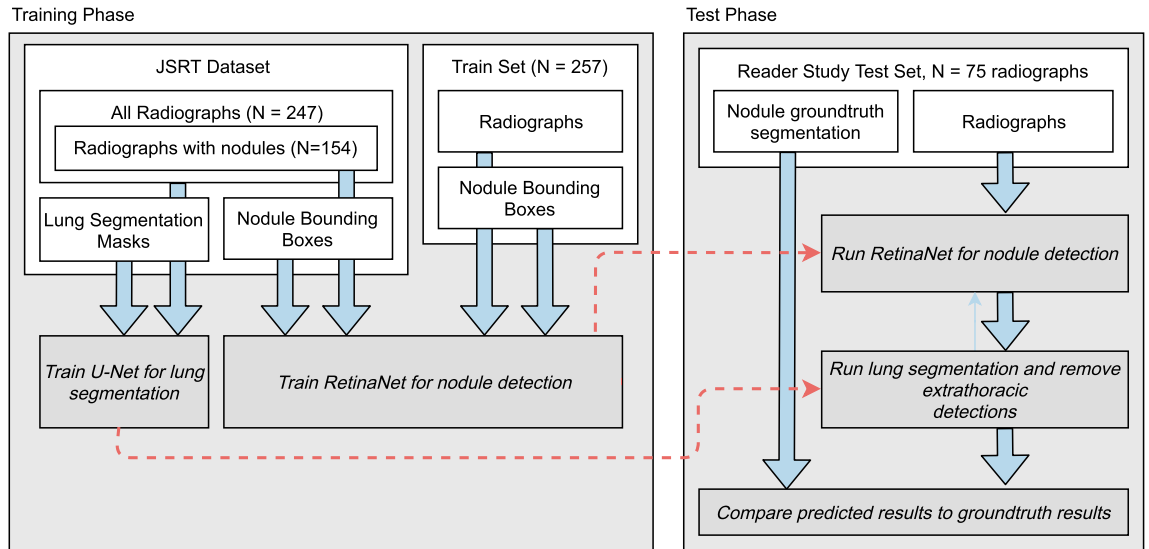 Training Phase
JSRT Dataset
All Radiographs (N = 247)
Radiographs with nodules (N=154)
Lung Segmentation
Masks
Nodule Bounding
Boxes
Train Set (N = 257)
Radiographs
Nodule Bounding
Boxes
Train U-Net for lung
segmentation
Train RetinaNet for nodule detection
Test Phase
Reader Study Test Set, N = 75 radiographs
Nodule groundtruth
segmentation
Radiographs
Run RetinaNet for nodule detection
Run lung segmentation and remove
extrathoracic
detections
Compare predicted results to groundtruth results